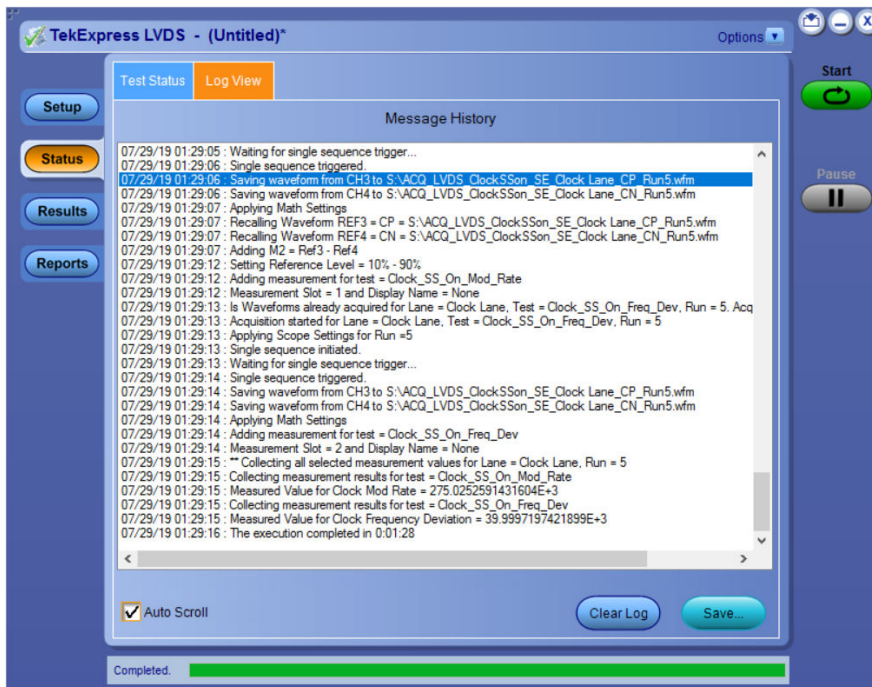 TekExpress LVDS - (Untitled)*
Options
Start
Pause
Setup
Status
Results
Reports
Test Status
Log View
Message History
07/29/19 01:29:05 : Waiting for single sequence trigger...
07/29/19 01:29:06 : Single sequence triggered.
07/29/19 01:29:06 : Saving waveform from CH3 to S:\ACQ_LVDS_ClockSSon_SE_Clock Lane_CP_Run5.wfm
07/29/19 01:29:06 : Saving waveform from CH4 to S:\ACQ_LVDS_ClockSSon_SE_Clock Lane_CN_Run5.wfm
07/29/19 01:29:07 : Applying Math Settings
07/29/19 01:29:07 : Recalling Waveform REF3 = CP = S:\ACQ_LVDS_ClockSSon_SE_Clock Lane_CP_Run5.wfm
07/29/19 01:29:07 : Recalling Waveform REF4 = CN = S:\ACQ_LVDS_ClockSSon_SE_Clock Lane_CN_Run5.wfm
07/29/19 01:29:07 : Adding M2 = Ref3 - Ref4
07/29/19 01:29:12 : Setting Reference Level = 10% - 90%
07/29/19 01:29:12 : Adding measurement for test = Clock_SS_On_Mod_Rate
07/29/19 01:29:12 : Measurement Slot = 1 and Display Name = None
07/29/19 01:29:13 : Is Waveforms already acquired for Lane = Clock Lane, Test = Clock_SS_On_Freq_Dev, Run = 5. Acq
07/29/19 01:29:13 : Acquisition started for Lane = Clock Lane, Test = Clock_SS_On_Freq_Dev, Run = 5
07/29/19 01:29:13 : Applying Scope Settings for Run =5
07/29/19 01:29:13 : Single sequence initiated.
07/29/19 01:29:13 : Waiting for single sequence trigger...
07/29/19 01:29:14 : Single sequence triggered.
07/29/19 01:29:14 : Saving waveform from CH3 to S:\ACQ_LVDS_ClockSSon_SE_Clock Lane_CP_Run5.wfm
07/29/19 01:29:14 : Saving waveform from CH4 to S:\ACQ_LVDS_ClockSSon_SE_Clock Lane_CN_Run5.wfm
07/29/19 01:29:14 : Applying Math Settings
07/29/19 01:29:14 : Adding measurement for test = Clock_SS_On_Freq_Dev
07/29/19 01:29:14 : Measurement Slot = 2 and Display Name = None
07/29/19 01:29:15 : ** Collecting all selected measurement values for Lane = Clock Lane, Run = 5
07/29/19 01:29:15 : Collecting measurement results for test = Clock_SS_On_Mod_Rate
07/29/19 01:29:15 : Measured Value for Clock Mod Rate = 275.0252591431604E+3
07/29/19 01:29:15 : Collecting measurement results for test = Clock_SS_On_Freq_Dev
07/29/19 01:29:15 : Measured Value for Clock Frequency Deviation = 39.9997197421899E+3
07/29/19 01:29:16 : The execution completed in 0:01:28
Auto Scroll
Clear Log
Save...
Completed.